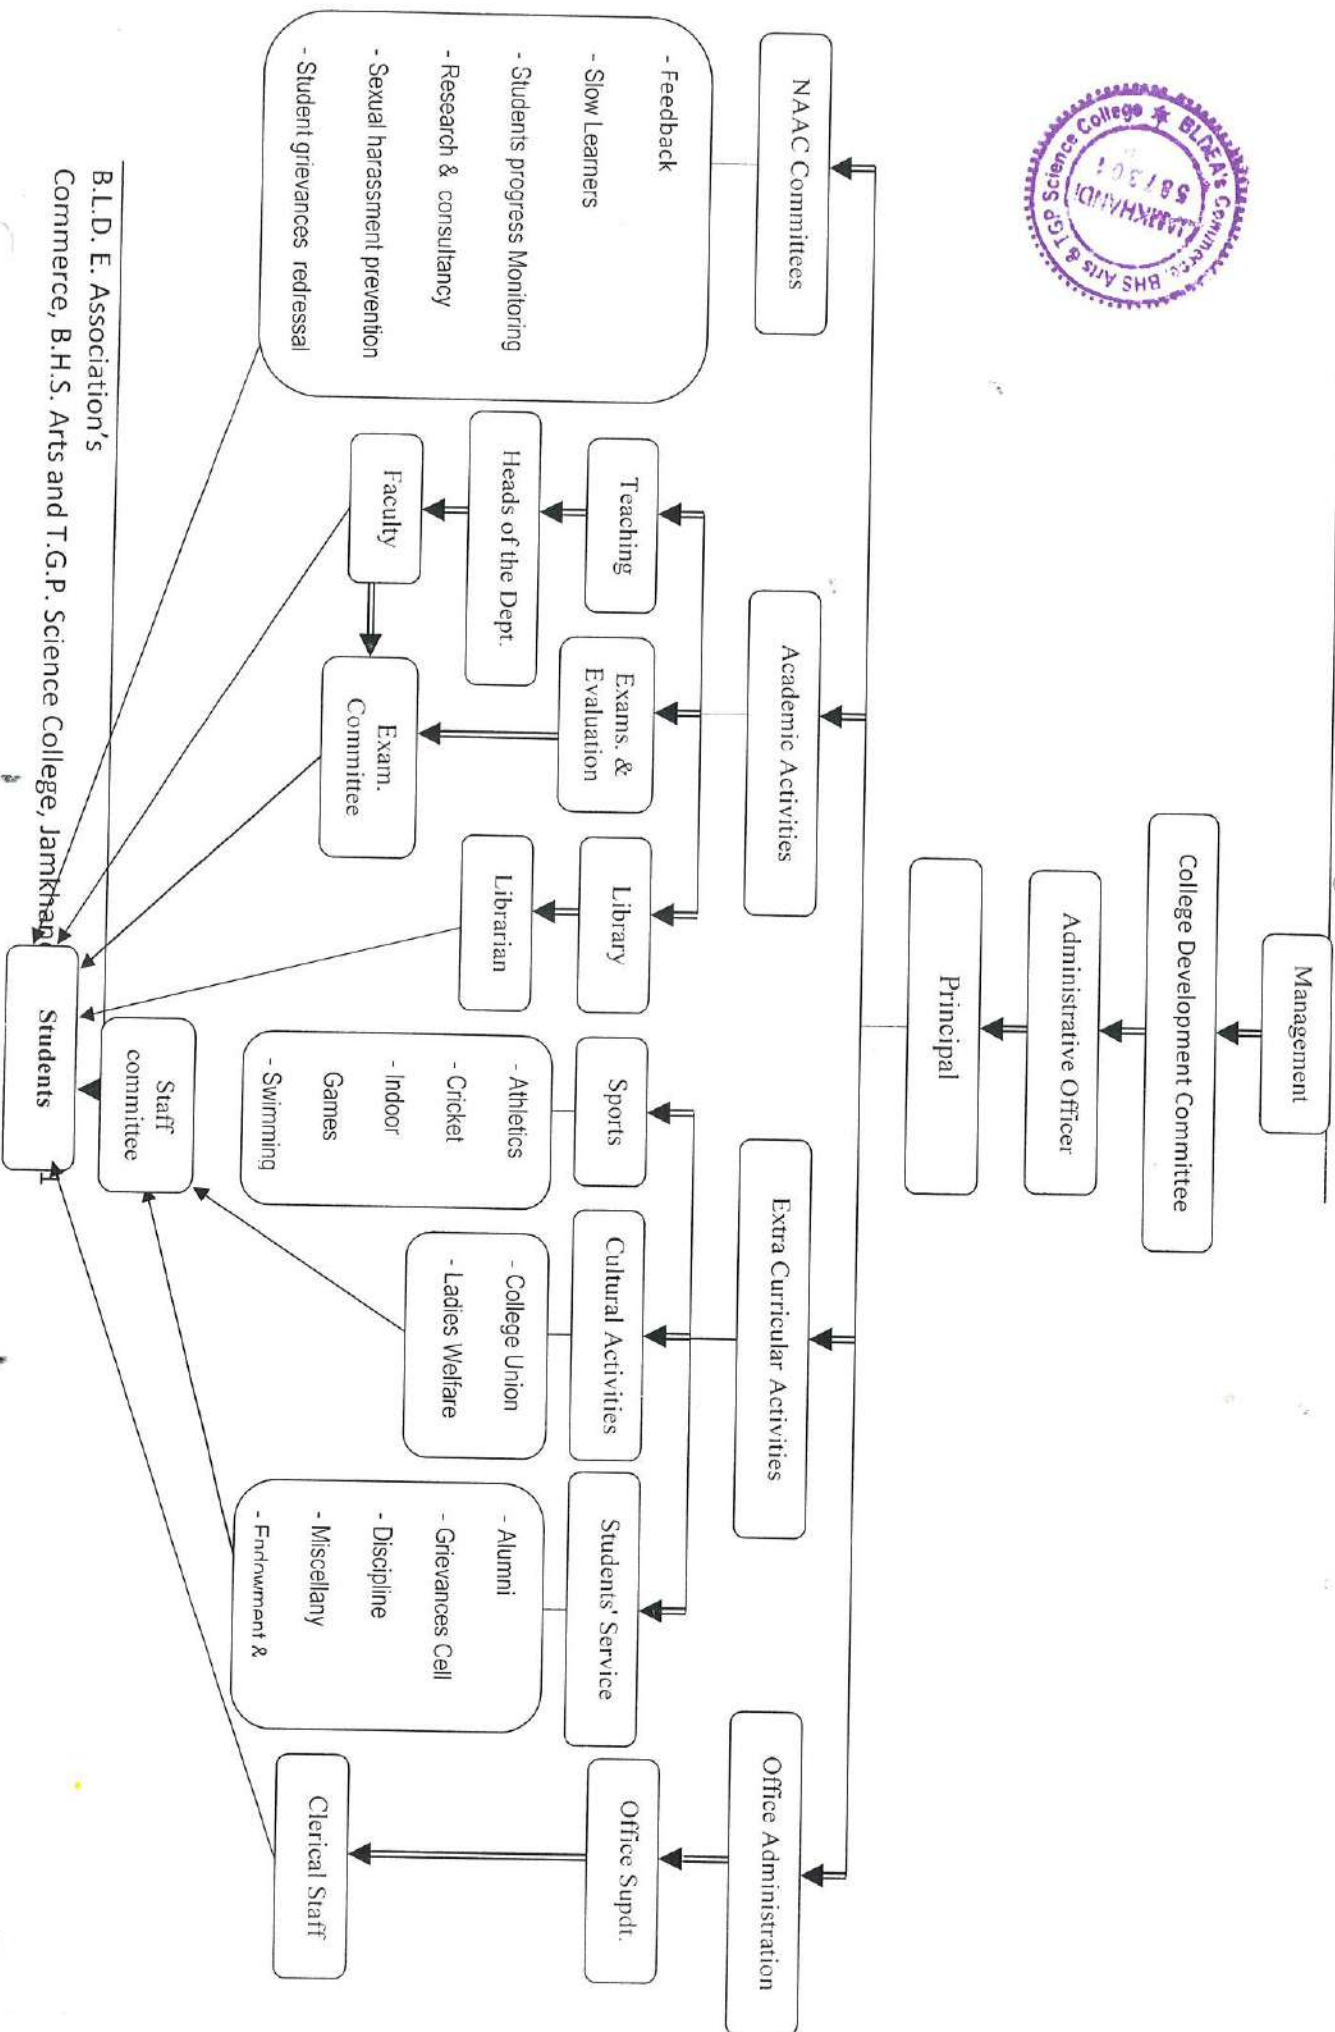 Management
College Development Committee
Administrative Officer
Principal
BLDEA's Commerce, BHS Arts & TGP Science College
JAMKHANDI
587301
NAAC Committees
Academic Activities
Extra Curricular Activities
Office Administration
- Feedback
- Slow Learners
- Students progress Monitoring
- Research & consultancy
- Sexual harassment prevention
- Student grievances redressal
Teaching
Exams. &
Evaluation
Library
Sports
Cultural Activities
Students' Service
Office Supdt.
Heads of the Dept.
Librarian
Faculty
Exam.
Committee
- Athletics
- Cricket
- Indoor
Games
- Swimming
- College Union
- Ladies Welfare
- Alumni
- Grievances Cell
- Discipline
- Miscellany
- Endowment &
Clerical Staff
Staff
committee
Students
B.L.D. E. Association's
Commerce, B.H.S. Arts and T.G.P. Science College,